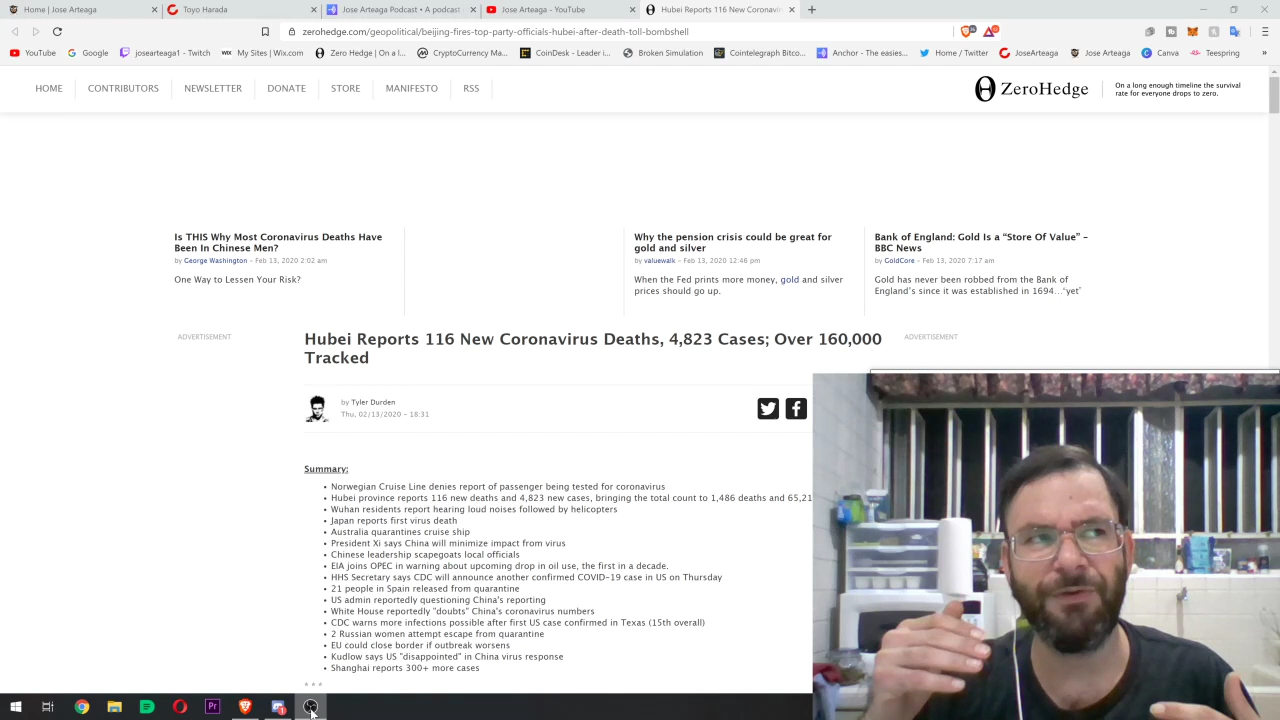 Home | Jose Arteaga
Toyo Harada
Jose Arteaga Podcast • A podcast
Jose Arteaga - YouTube
Hubei Reports 116 New Coronavir
zerohedge.com/geopolitical/beijing-fires-top-party-officials-hubei-after-death-toll-bombshell
YouTube
Google
josearteaga1 - Twitch
WIX
My Sites | Wix.com
Zero Hedge | On a l...
CryptoCurrency Ma...
CoinDesk - Leader i...
Broken Simulation
Cointelegraph Bitco...
Anchor - The easies...
Home / Twitter
JoseArteaga
Jose Arteaga
Canva
Teespring
HOME
CONTRIBUTORS
NEWSLETTER
DONATE
STORE
MANIFESTO
RSS
ZeroHedge
On a long enough timeline the survival
rate for everyone drops to zero.
Is THIS Why Most Coronavirus Deaths Have
Been In Chinese Men?
by George Washington - Feb 13, 2020 2:02 am
One Way to Lessen Your Risk?
Why the pension crisis could be great for
gold and silver
by valuewalk - Feb 13, 2020 12:46 pm
When the Fed prints more money, gold and silver
prices should go up.
Bank of England: Gold Is a “Store Of Value” –
BBC News
by GoldCore - Feb 13, 2020 7:17 am
Gold has never been robbed from the Bank of
England’s since it was established in 1694…‘yet”
ADVERTISEMENT
Hubei Reports 116 New Coronavirus Deaths, 4,823 Cases; Over 160,000
Tracked
ADVERTISEMENT
by Tyler Durden
Thu, 02/13/2020 - 18:31
Summary:
• Norwegian Cruise Line denies report of passenger being tested for coronavirus
• Hubei province reports 116 new deaths and 4,823 new cases, bringing the total count to 1,486 deaths and 65,21
• Wuhan residents report hearing loud noises followed by helicopters
• Japan reports first virus death
• Australia quarantines cruise ship
• President Xi says China will minimize impact from virus
• Chinese leadership scapegoats local officials
• EIA joins OPEC in warning about upcoming drop in oil use, the first in a decade.
• HHS Secretary says CDC will announce another confirmed COVID-19 case in US on Thursday
• 21 people in Spain released from quarantine
• US admin reportedly questioning China's reporting
• White House reportedly "doubts" China's coronavirus numbers
• CDC warns more infections possible after first US case confirmed in Texas (15th overall)
• 2 Russian women attempt escape from quarantine
• EU could close border if outbreak worsens
• Kudlow says US "disappointed" in China virus response
• Shanghai reports 300+ more cases
* * *
Pr